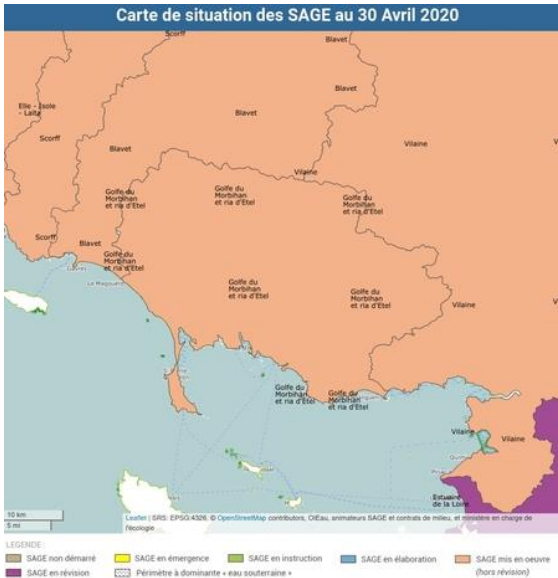 Carte de situation des SAGE au 30 Avril 2020
Scorff
Blavet
Blavet
Elle - Isole
- Laita
Blavet
Scorff
Blavet
Vilaine
Vilaine
Golfe du
Morbihan
et ria d'Etel
Golfe du
Morbihan
et ria d'Etel
Golfe du
Morbihan
et ria d'Etel
Scorff
Blavet
Golfe du
Morbihan
et ria d'Etel
Gâvres
Golfe du
Morbihan
et ria d'Etel
Golfe du
Morbihan
et ria d'Etel
Vilaine
Golfe du
Morbihan
et ria d'Etel
Golfe du
Morbihan
et ria d'Etel
Vilaine
Vilaine
Estuaire
de la Loire
10 km
5 mi
Leaflet | SRS: EPSG:4326, © OpenStreetMap contributors, OIEau, animateurs SAGE et contrats de milieu, et ministère en charge de
l'écologie
LEGENDE :
SAGE non démarré
SAGE en émergence
SAGE en instruction
SAGE en élaboration
SAGE mis en oeuvre
SAGE en révision
Périmètre à dominante « eau souterraine »
(hors révision)